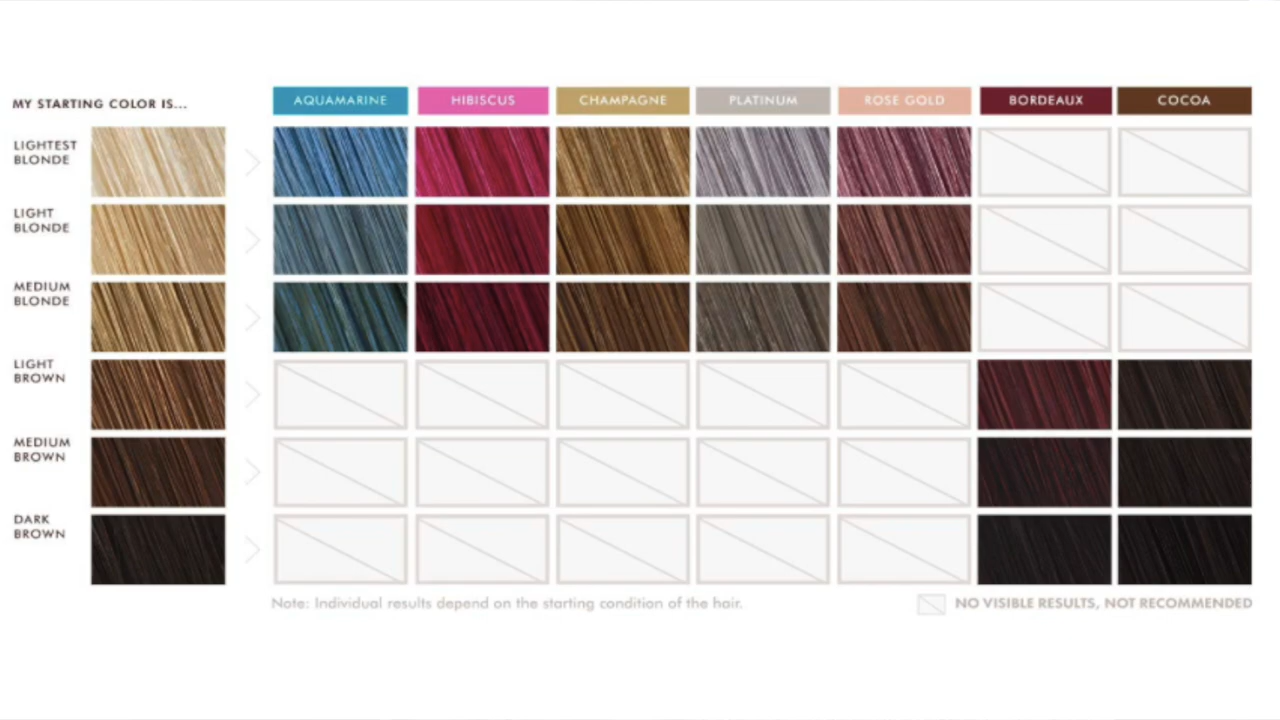 MY STARTING COLOR IS...
AQUAMARINE
HIBISCUS
CHAMPAGNE
PLATINUM
ROSE GOLD
BORDEAUX
COCOA
LIGHTEST
BLONDE
LIGHT
BLONDE
MEDIUM
BLONDE
LIGHT
BROWN
MEDIUM
BROWN
DARK
BROWN
Note: Individual results depend on the starting condition of the hair.
NO VISIBLE RESULTS, NOT RECOMMENDED